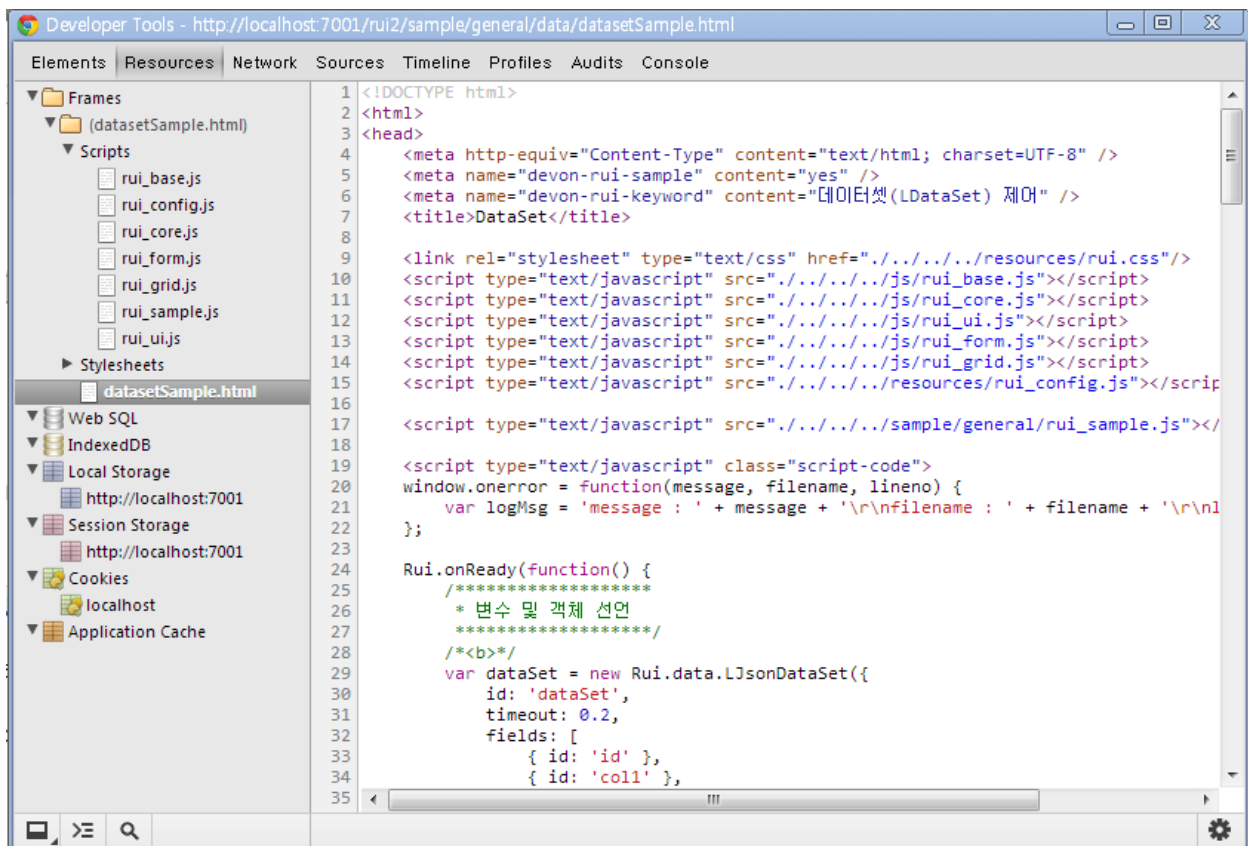 Developer Tools - http://localhost:7001/rui2/sample/general/data/datasetSample.html
Elements Resources Network Sources Timeline Profiles Audits Console
Frames
(datasetSample.html)
Scripts
rui_base.js
rui_config.js
rui_core.js
rui_form.js
rui_grid.js
rui_sample.js
rui_ui.js
Stylesheets
datasetSample.html
Web SQL
IndexedDB
Local Storage
http://localhost:7001
Session Storage
http://localhost:7001
Cookies
localhost
Application Cache
1 <!DOCTYPE html>
2 <html>
3 <head>
4 <meta http-equiv="Content-Type" content="text/html; charset=UTF-8" />
5 <meta name="devon-rui-sample" content="yes" />
6 <meta name="devon-rui-keyword" content="데이터셋(LDataSet) 제어" />
7 <title>DataSet</title>
8
9 <link rel="stylesheet" type="text/css" href="./../../../resources/rui.css"/>
10 <script type="text/javascript" src="./../../../js/rui_base.js"></script>
11 <script type="text/javascript" src="./../../../js/rui_core.js"></script>
12 <script type="text/javascript" src="./../../../js/rui_ui.js"></script>
13 <script type="text/javascript" src="./../../../js/rui_form.js"></script>
14 <script type="text/javascript" src="./../../../js/rui_grid.js"></script>
15 <script type="text/javascript" src="./../../../resources/rui_config.js"></scrip
16
17 <script type="text/javascript" src="./../../../sample/general/rui_sample.js"></
18
19 <script type="text/javascript" class="script-code">
20 window.onerror = function(message, filename, lineno) {
21 var logMsg = 'message : ' + message + '\r\nfilename : ' + filename + '\r\nl
22 };
23
24 Rui.onReady(function() {
25 /*******************
26 * 변수 및 객체 선언
27 *******************/
28 /*<b>*/
29 var dataSet = new Rui.data.LJsonDataSet({
30 id: 'dataSet',
31 timeout: 0.2,
32 fields: [
33 { id: 'id' },
34 { id: 'col1' },
35